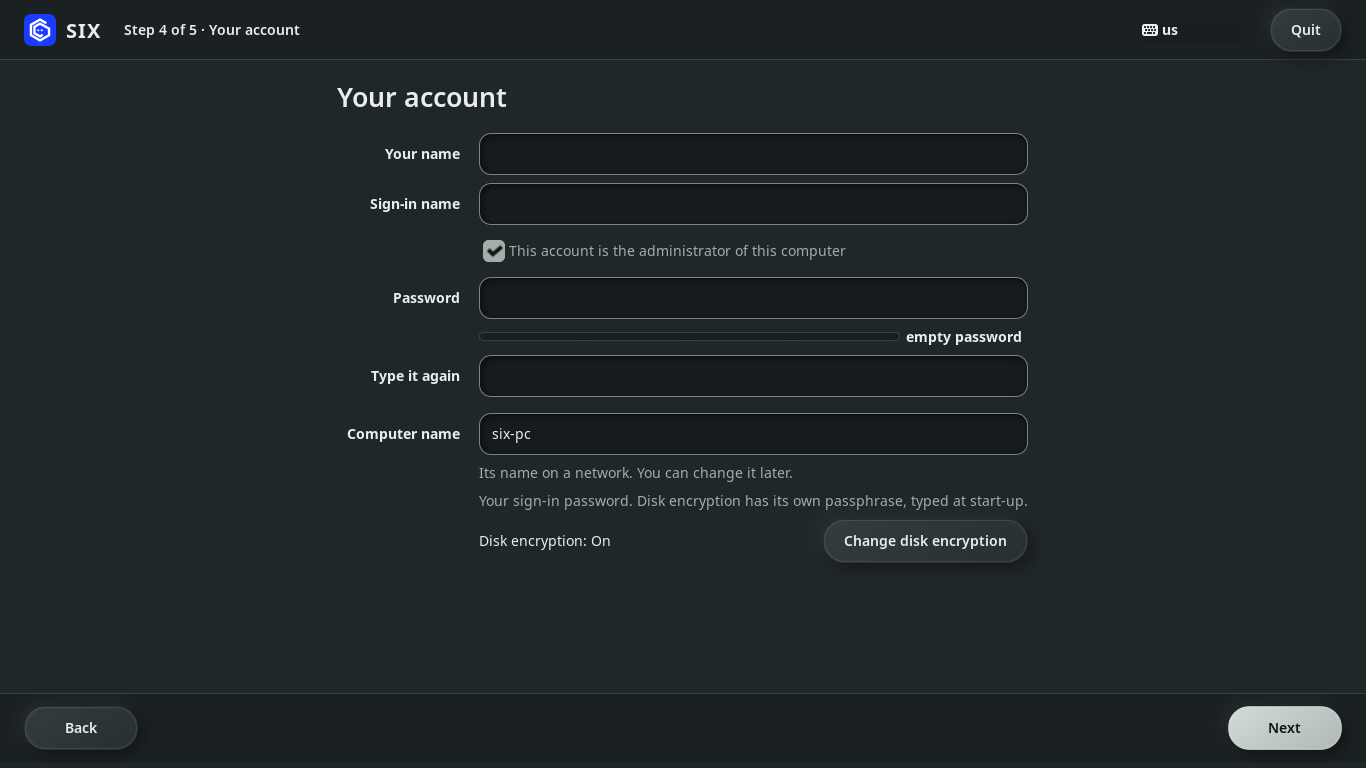 SIX
Step 4 of 5 · Your account
us
Quit
Your account
Your name
Sign-in name
This account is the administrator of this computer
Password
empty password
Type it again
Computer name
six-pc
Its name on a network. You can change it later.
Your sign-in password. Disk encryption has its own passphrase, typed at start-up.
Disk encryption: On
Change disk encryption
Back
Next